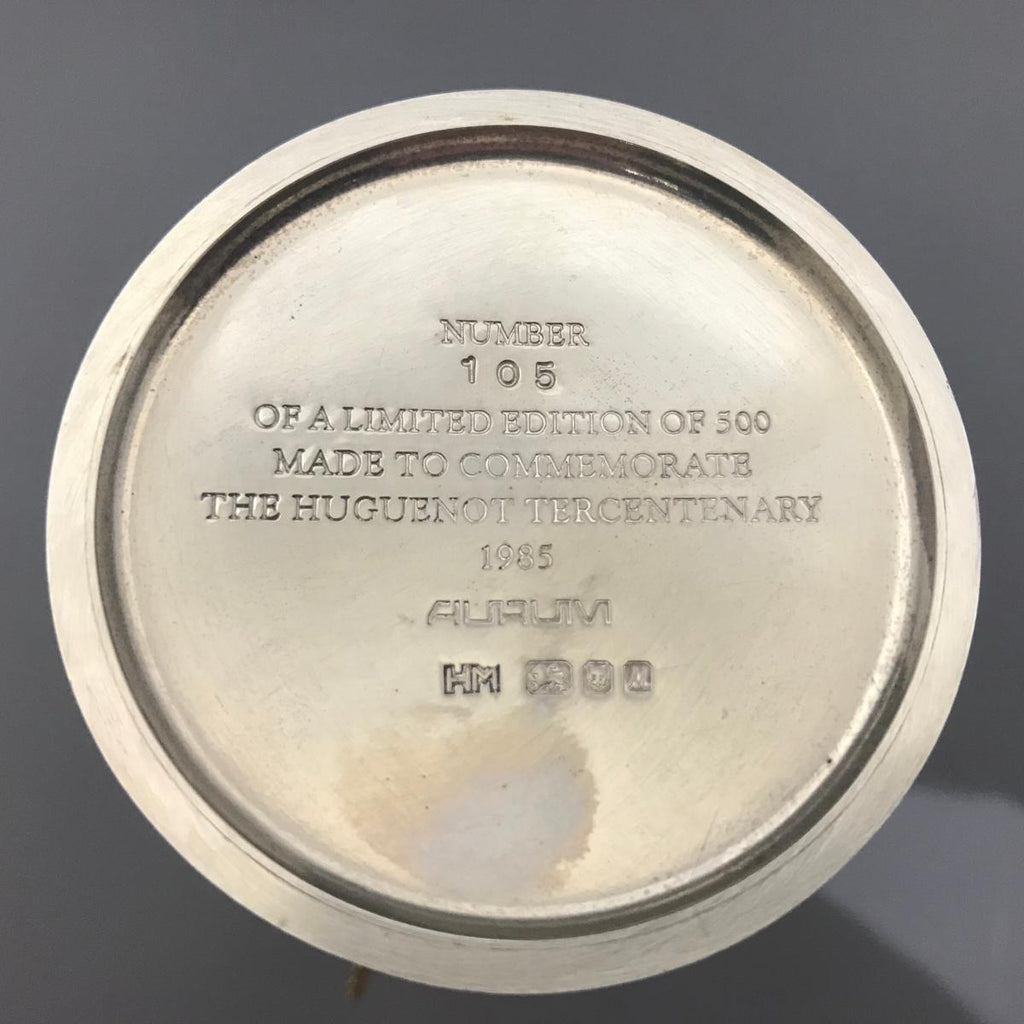 NUMBER
105
OF A LIMITED EDITION OF 500
MADE TO COMMEMORATE
THE HUGUENOT TERCENTENARY
1985
AURUM
HM